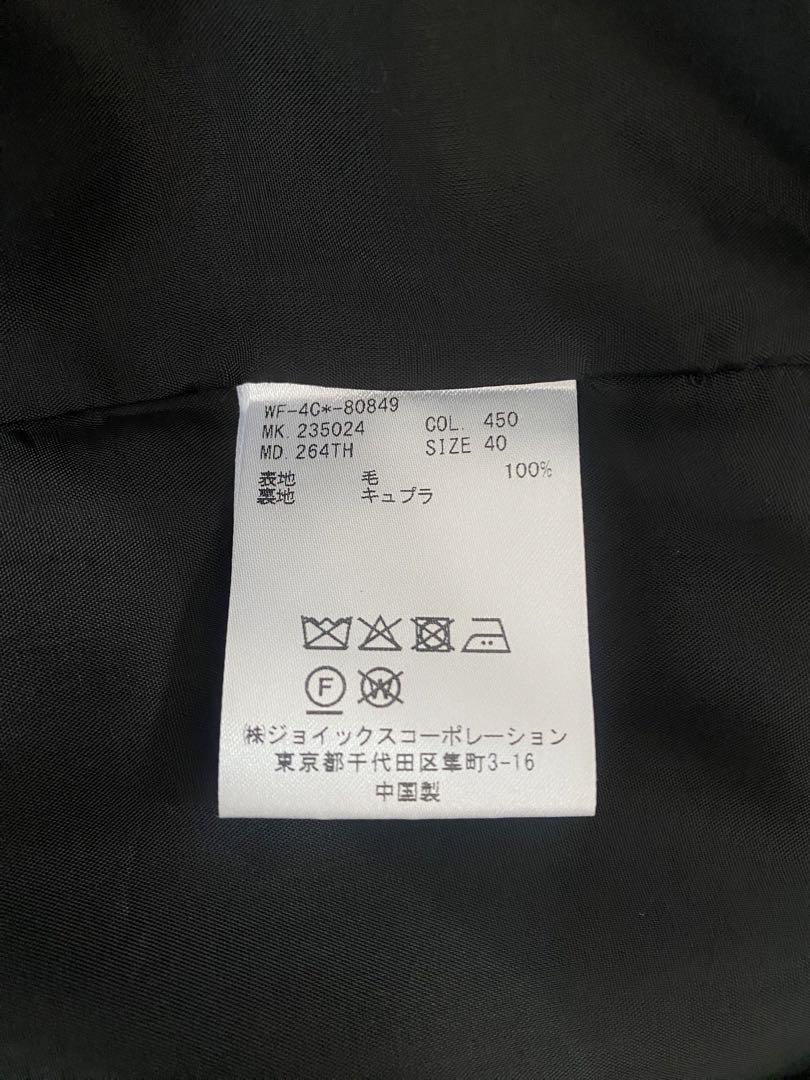 WF-4C*-80849
MK. 235024 COL. 450
MD. 264TH SIZE 40
表地 毛 100%
裏地 キュプラ
F W
㈱ジョイックスコーポレーション
東京都千代田区隼町3-16
中国製